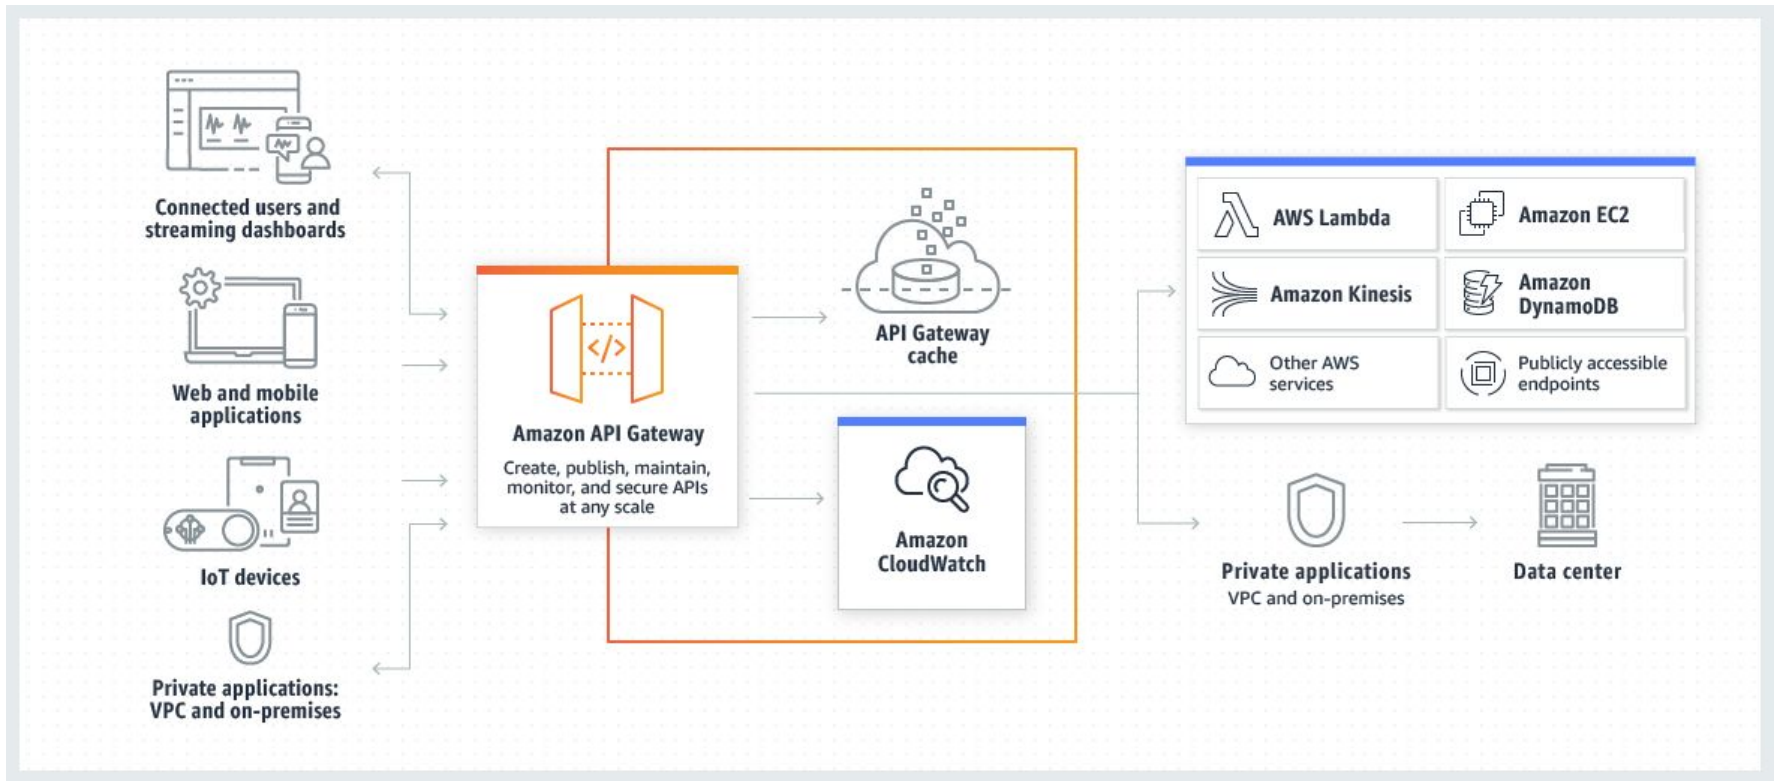 Connected users and
streaming dashboards
Web and mobile
applications
IoT devices
Private applications:
VPC and on-premises
</>
Amazon API Gateway
Create, publish, maintain,
monitor, and secure APIs
at any scale
API Gateway
cache
Amazon
CloudWatch
AWS Lambda
Amazon EC2
Amazon Kinesis
Amazon
DynamoDB
Other AWS
services
Publicly accessible
endpoints
Private applications
VPC and on-premises
Data center